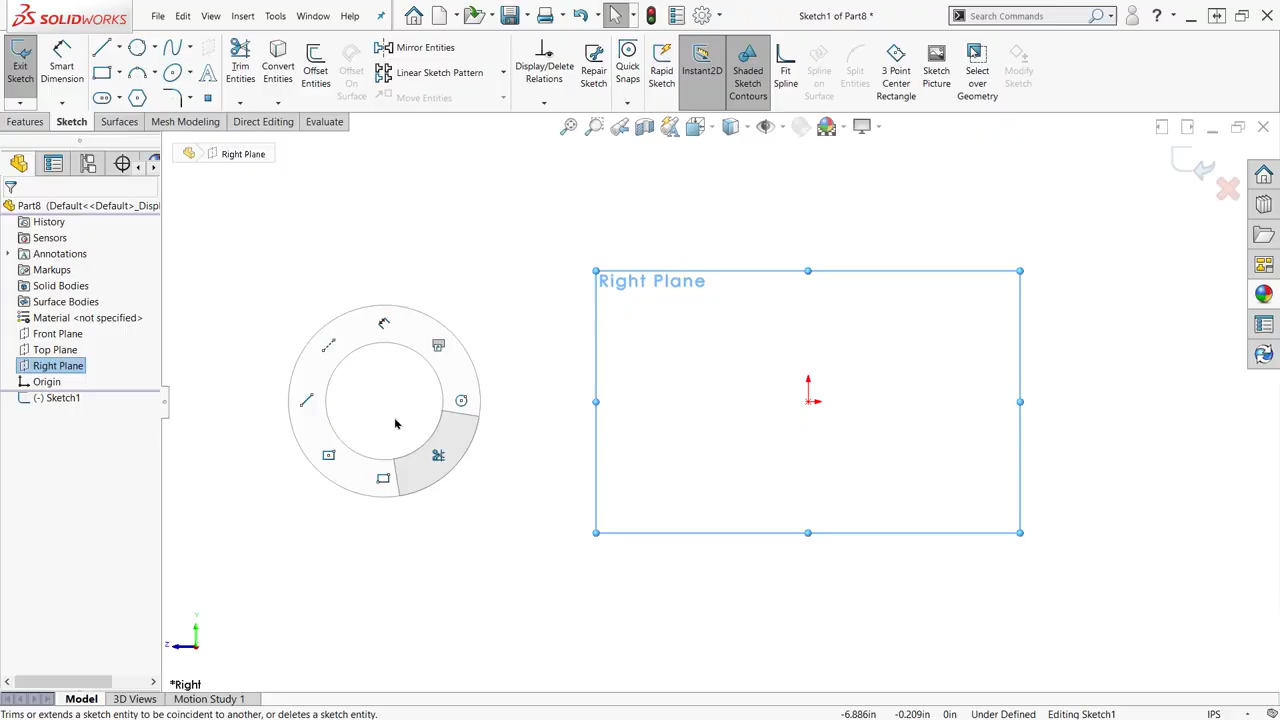 SOLIDWORKS File Edit View Insert Tools Window Help Sketch1 of Part8 * Search Commands ?
Exit Sketch
Smart Dimension
Trim Entities
Convert Entities
Offset Entities
Offset On Surface
Mirror Entities
Linear Sketch Pattern
Move Entities
Display/Delete Relations
Repair Sketch
Quick Snaps
Rapid Sketch
Instant2D
Shaded Sketch Contours
Fit Spline
Spline on Surface
Split Entities
3 Point Center Rectangle
Sketch Picture
Select over Geometry
Modify Sketch
Features Sketch Surfaces Mesh Modeling Direct Editing Evaluate
Right Plane
Part8 (Default<<Default>_Displ
History
Sensors
Annotations
Markups
Solid Bodies
Surface Bodies
Material <not specified>
Front Plane
Top Plane
Right Plane
Origin
(-) Sketch1
Right Plane
Y
Z
*Right
Model 3D Views Motion Study 1
Trims or extends a sketch entity to be coincident to another, or deletes a sketch entity. -6.886in -0.209in 0in Under Defined Editing Sketch1 IPS